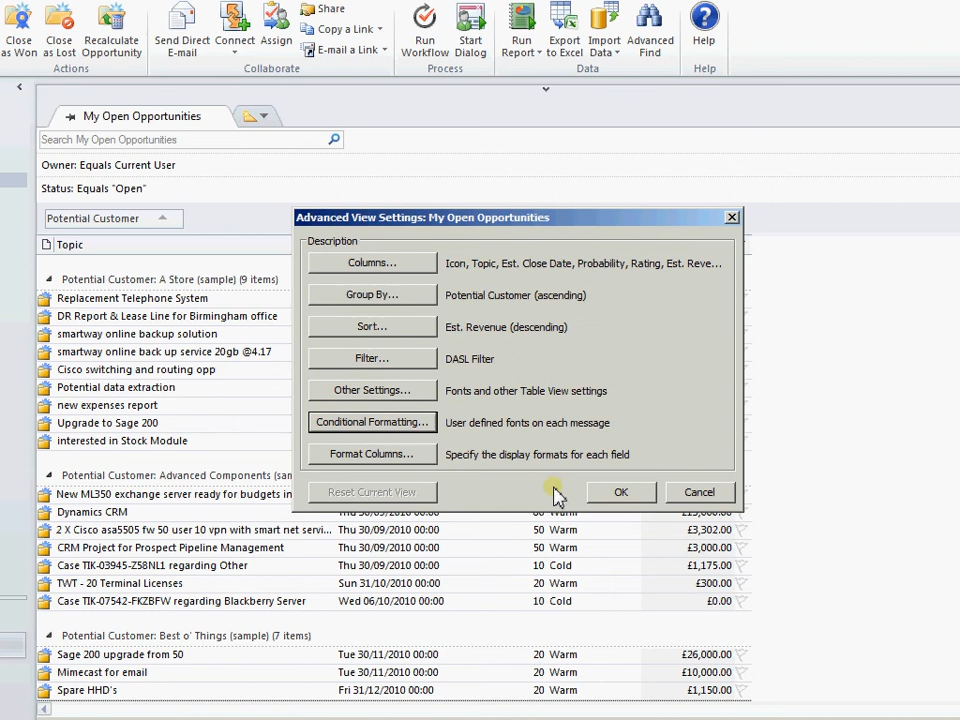 Close as Won
Close as Lost
Recalculate Opportunity
Actions
Send Direct E-mail
Connect
Assign
Share
Copy a Link
E-mail a Link
Collaborate
Run Workflow
Start Dialog
Process
Run Report
Export to Excel
Import Data
Advanced Find
Data
Help
Help
My Open Opportunities
Search My Open Opportunities
Owner: Equals Current User
Status: Equals "Open"
Potential Customer
Topic
Potential Customer: A Store (sample) (9 items)
Replacement Telephone System
DR Report & Lease Line for Birmingham office
smartway online backup solution
smartway online back up service 20gb @4.17
Cisco switching and routing opp
Potential data extraction
new expenses report
Upgrade to Sage 200
interested in Stock Module
Advanced View Settings: My Open Opportunities
Description
Columns... Icon, Topic, Est. Close Date, Probability, Rating, Est. Reve...
Group By... Potential Customer (ascending)
Sort... Est. Revenue (descending)
Filter... DASL Filter
Other Settings... Fonts and other Table View settings
Conditional Formatting... User defined fonts on each message
Format Columns... Specify the display formats for each field
Reset Current View OK Cancel
Potential Customer: Advanced Components (sam
New ML350 exchange server ready for budgets in
Dynamics CRM Thu 30/09/2010 00:00
2 X Cisco asa5505 fw 50 user 10 vpn with smart net servi... Thu 30/09/2010 00:00 50 Warm £3,302.00
CRM Project for Prospect Pipeline Management Thu 30/09/2010 00:00 50 Warm £3,000.00
Case TIK-03945-Z58NL1 regarding Other Thu 30/09/2010 00:00 10 Cold £1,175.00
TWT - 20 Terminal Licenses Sun 31/10/2010 00:00 20 Warm £300.00
Case TIK-07542-FKZBFW regarding Blackberry Server Wed 06/10/2010 00:00 10 Cold £0.00
Potential Customer: Best o' Things (sample) (7 items)
Sage 200 upgrade from 50 Tue 30/11/2010 00:00 20 Warm £26,000.00
Mimecast for email Tue 30/11/2010 00:00 20 Warm £10,000.00
Spare HHD's Fri 31/12/2010 00:00 20 Warm £1,150.00